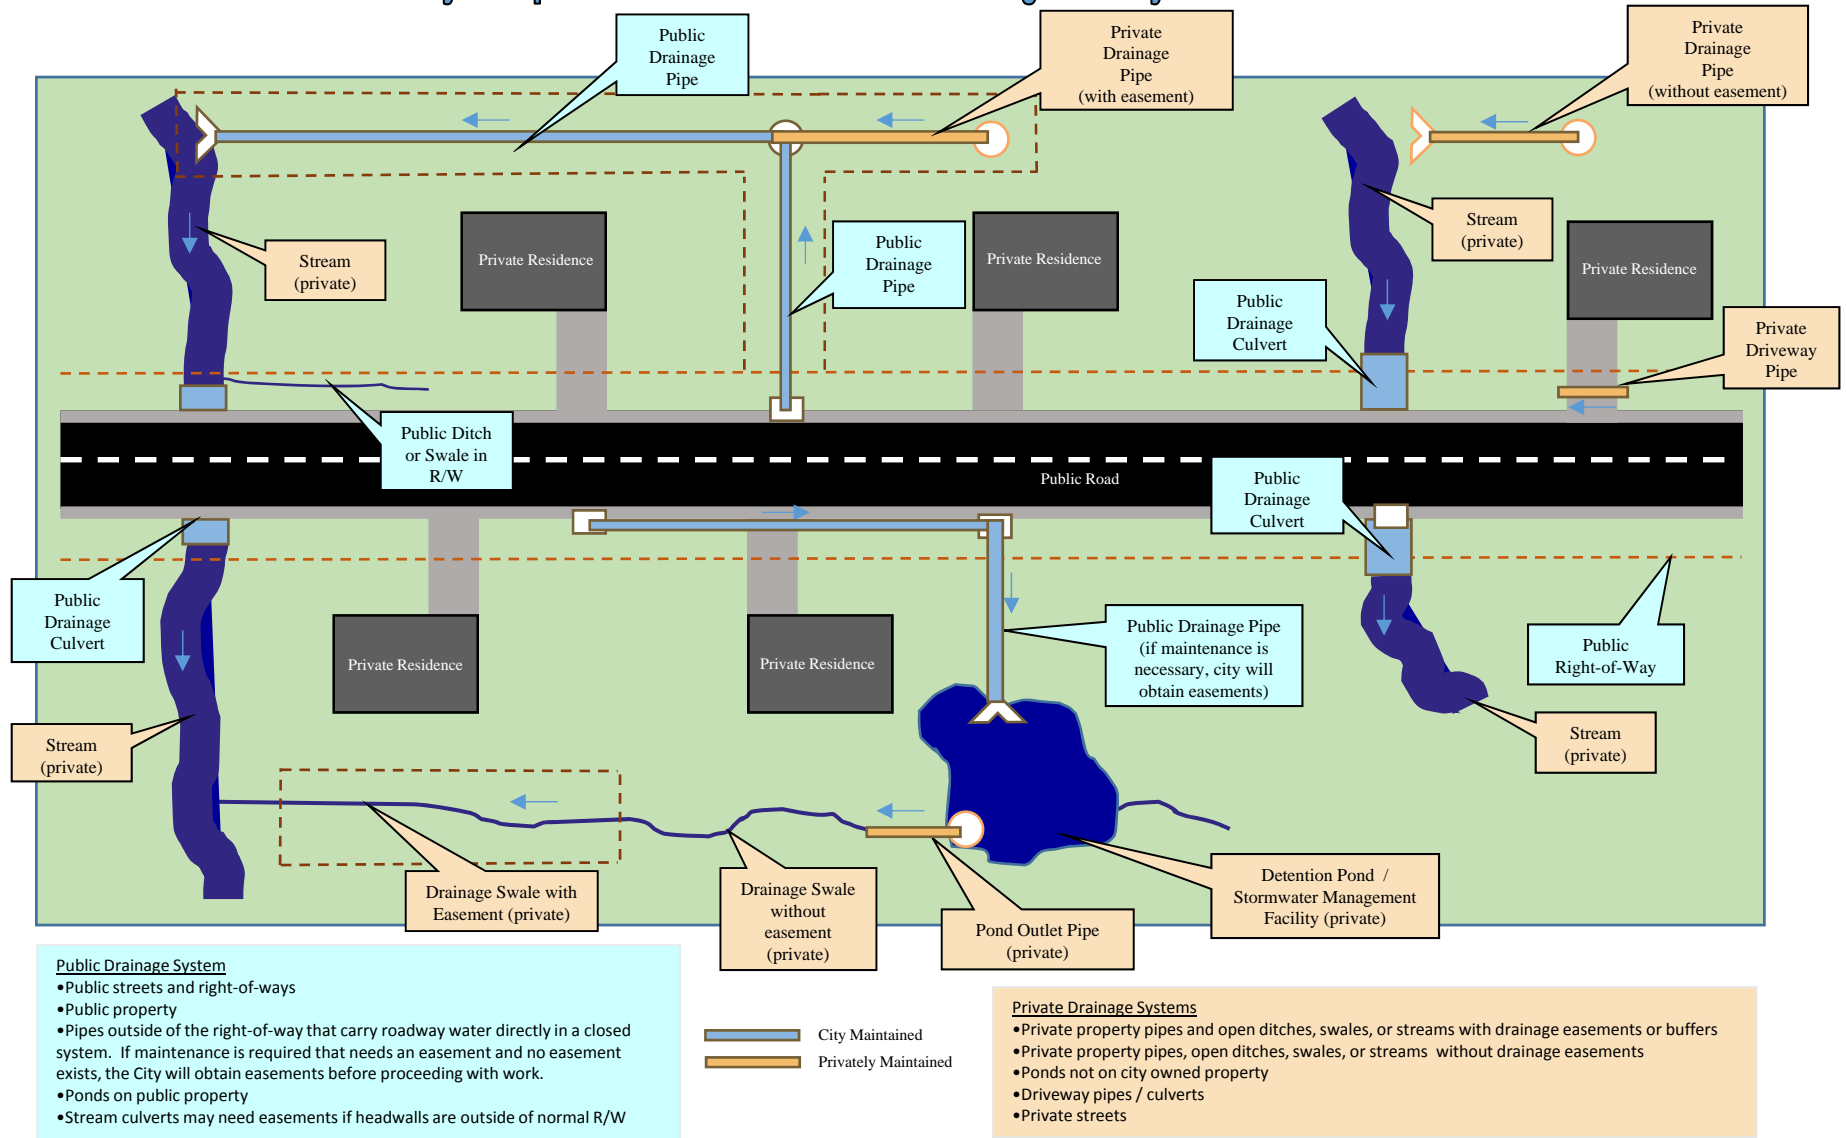 Public
Drainage
Pipe
Private
Drainage
Pipe
(with easement)
Private
Drainage
Pipe
(without easement)
Stream
(private)
Private Residence
Public
Drainage
Pipe
Private Residence
Stream
(private)
Private Residence
Public
Drainage
Culvert
Private
Driveway
Pipe
Public Ditch
or Swale in
R/W
Public Road
Public
Drainage
Culvert
Public
Drainage
Culvert
Private Residence
Private Residence
Public Drainage Pipe
(if maintenance is
necessary, city will
obtain easements)
Public
Right-of-Way
Stream
(private)
Stream
(private)
Drainage Swale with
Easement (private)
Drainage Swale
without
easement
(private)
Pond Outlet Pipe
(private)
Detention Pond /
Stormwater Management
Facility (private)
Public Drainage System
•Public streets and right-of-ways
•Public property
•Pipes outside of the right-of-way that carry roadway water directly in a closed
system. If maintenance is required that needs an easement and no easement
exists, the City will obtain easements before proceeding with work.
•Ponds on public property
•Stream culverts may need easements if headwalls are outside of normal R/W
City Maintained
Privately Maintained
Private Drainage Systems
•Private property pipes and open ditches, swales, or streams with drainage easements or buffers
•Private property pipes, open ditches, swales, or streams without drainage easements
•Ponds not on city owned property
•Driveway pipes / culverts
•Private streets